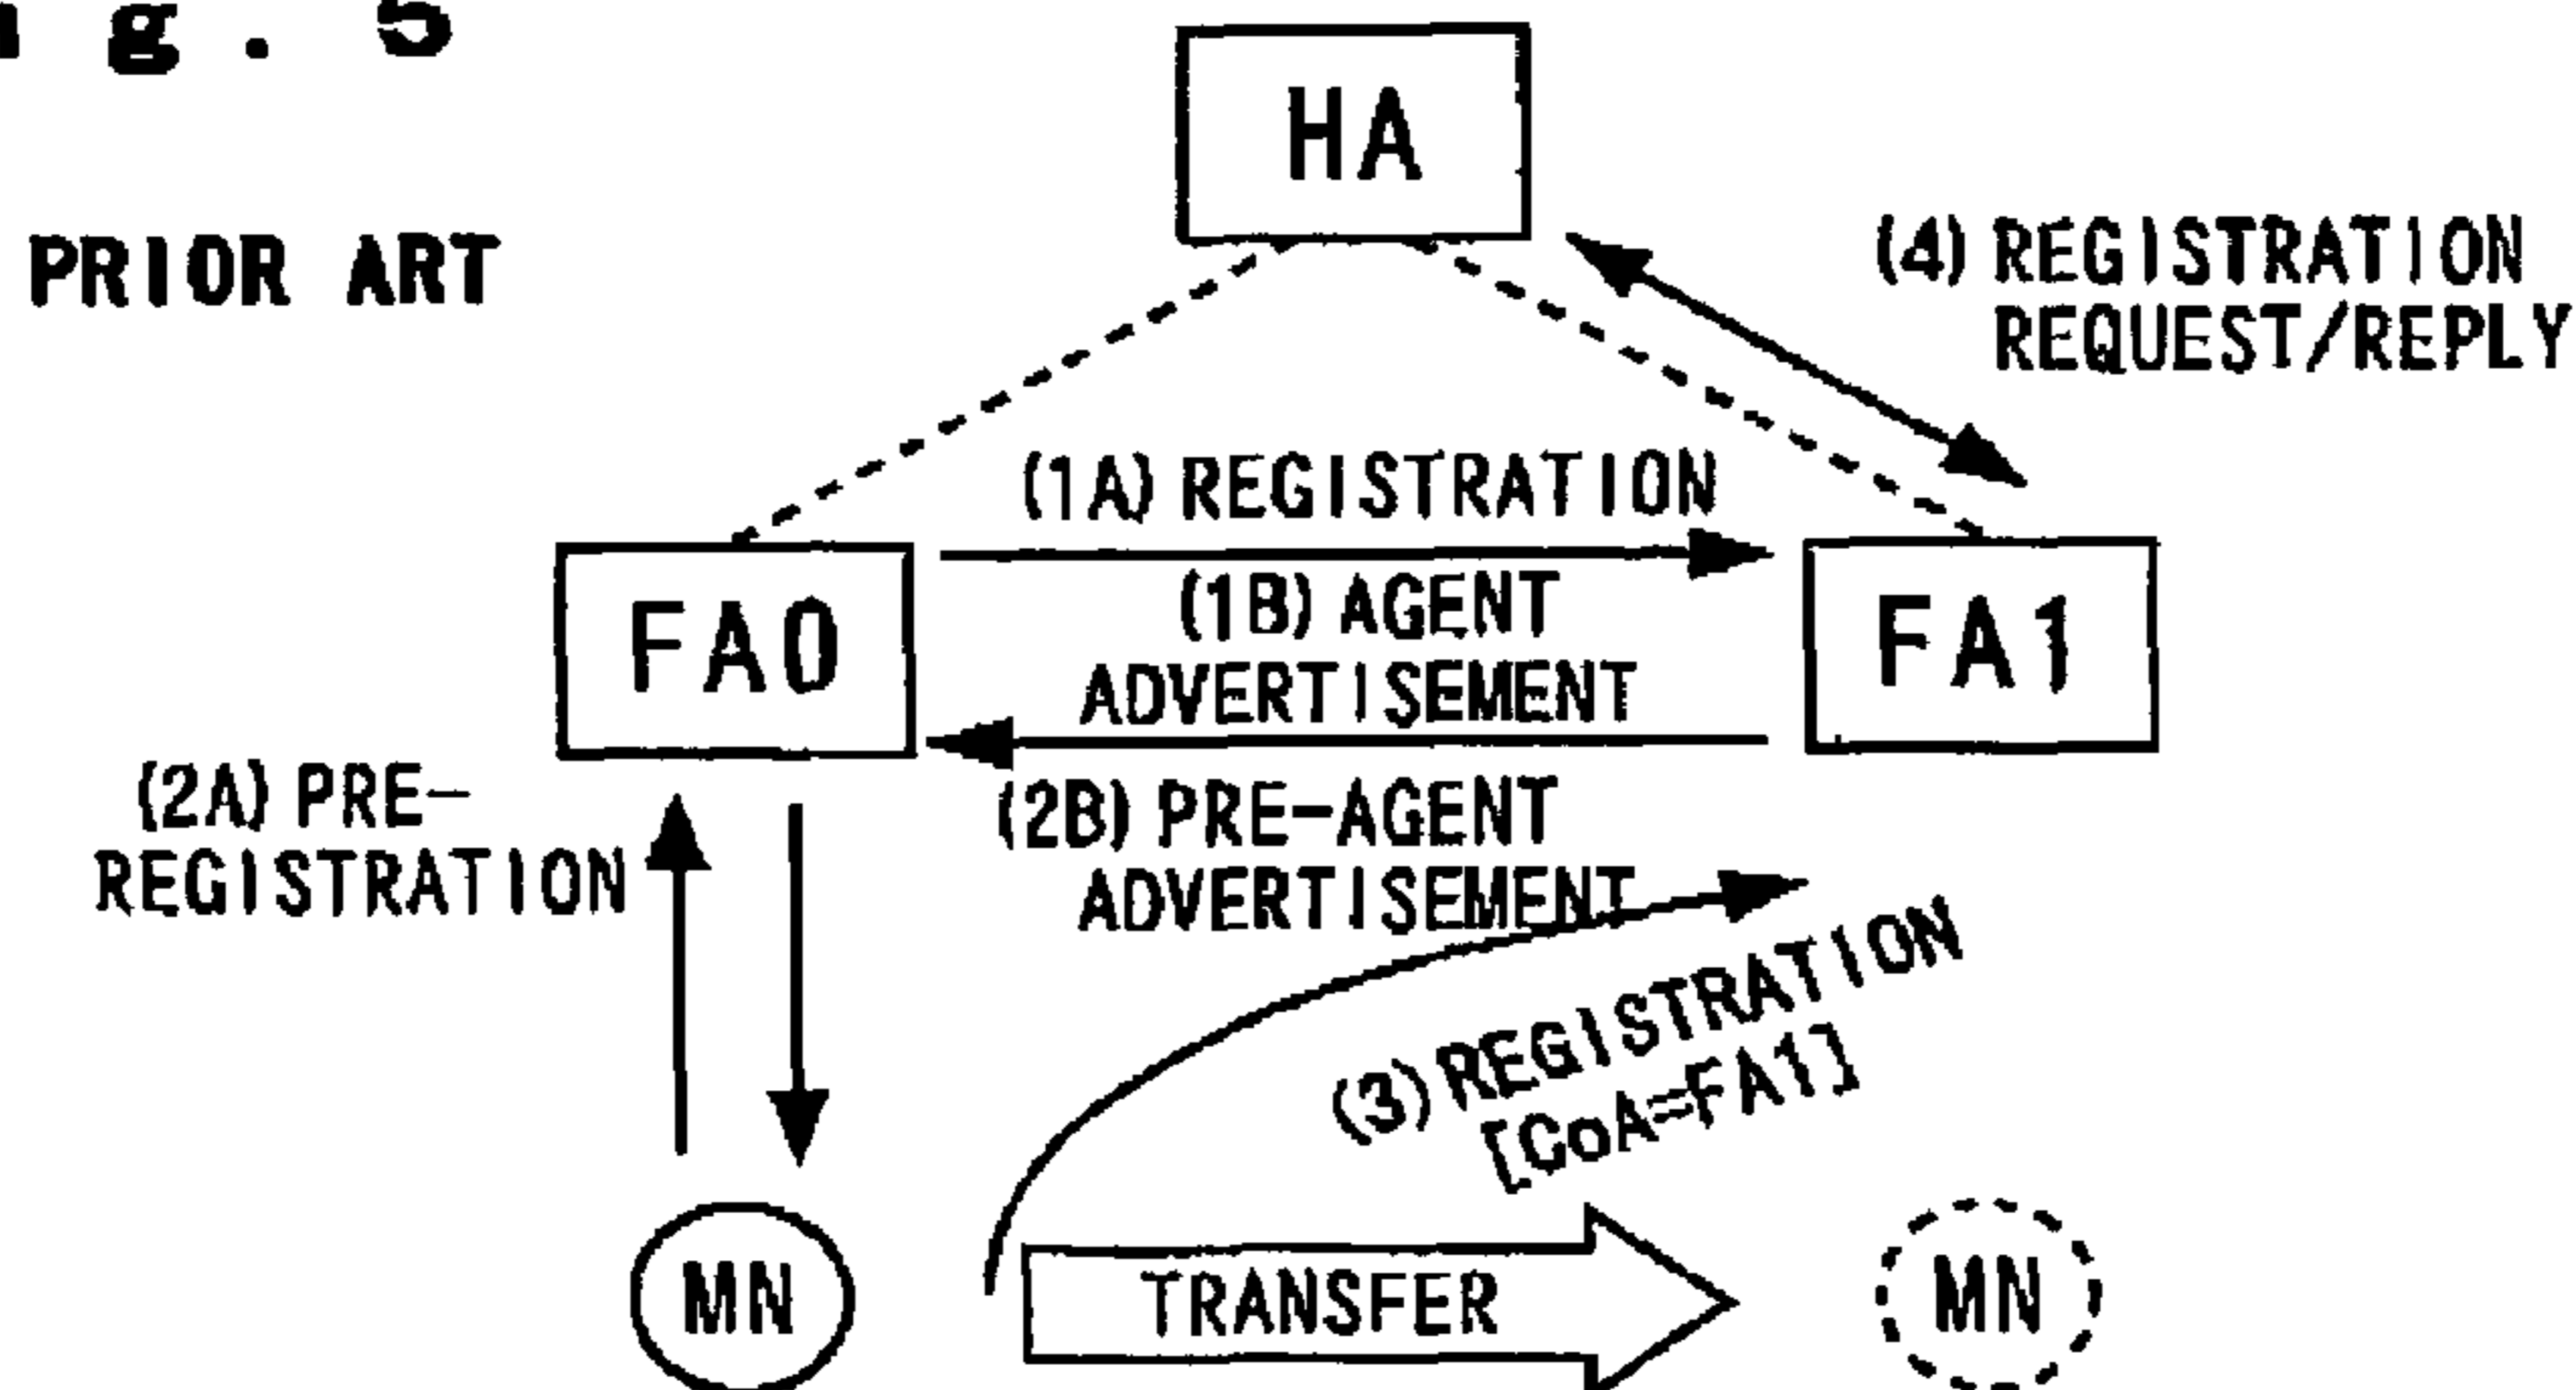 g. 5
PRIOR ART
HA
(4) REGISTRATION
REQUEST/REPLY
(1A) REGISTRATION
FA0
(1B) AGENT
ADVERTISEMENT
FA1
(2A) PRE-
REGISTRATION
(2B) PRE-AGENT
ADVERTISEMENT
(3) REGISTRATION
[CoA=FA1]
MN
TRANSFER
MN